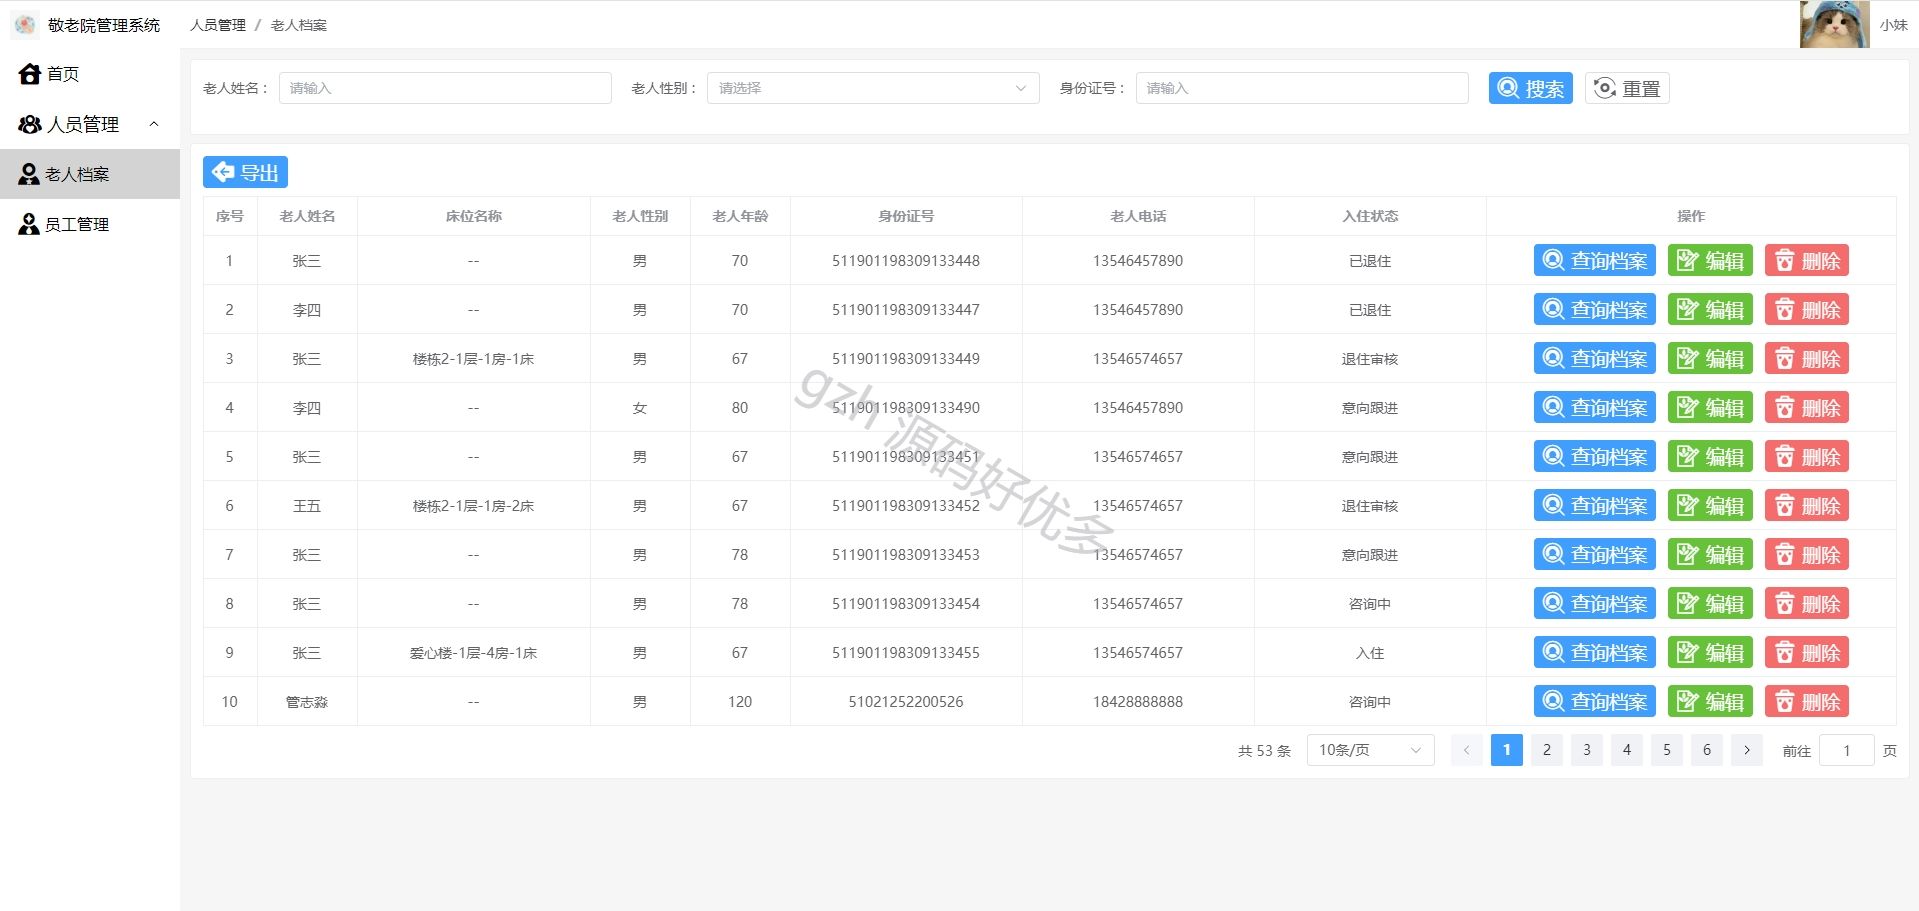 敬老院管理系统
人员管理 / 老人档案
小妹
首页
人员管理
老人档案
员工管理
老人姓名： 请输入 老人性别： 请选择 身份证号： 请输入 搜索 重置
导出
序号 老人姓名 床位名称 老人性别 老人年龄 身份证号 老人电话 入住状态 操作
1 张三 -- 男 70 511901198309133448 13546457890 已退住 查询档案 编辑 删除
2 李四 -- 男 70 511901198309133447 13546457890 已退住 查询档案 编辑 删除
3 张三 楼栋2-1层-1房-1床 男 67 511901198309133449 13546574657 退住审核 查询档案 编辑 删除
4 李四 -- 女 80 511901198309133490 13546457890 意向跟进 查询档案 编辑 删除
5 张三 -- 男 67 511901198309133451 13546574657 意向跟进 查询档案 编辑 删除
6 王五 楼栋2-1层-1房-2床 男 67 511901198309133452 13546574657 退住审核 查询档案 编辑 删除
7 张三 -- 男 78 511901198309133453 13546574657 意向跟进 查询档案 编辑 删除
8 张三 -- 男 78 511901198309133454 13546574657 咨询中 查询档案 编辑 删除
9 张三 爱心楼-1层-4房-1床 男 67 511901198309133455 13546574657 入住 查询档案 编辑 删除
10 管志淼 -- 男 120 51021252200526 18428888888 咨询中 查询档案 编辑 删除
gzh 源码好优多
共 53 条 10条/页 1 2 3 4 5 6 前往 1 页